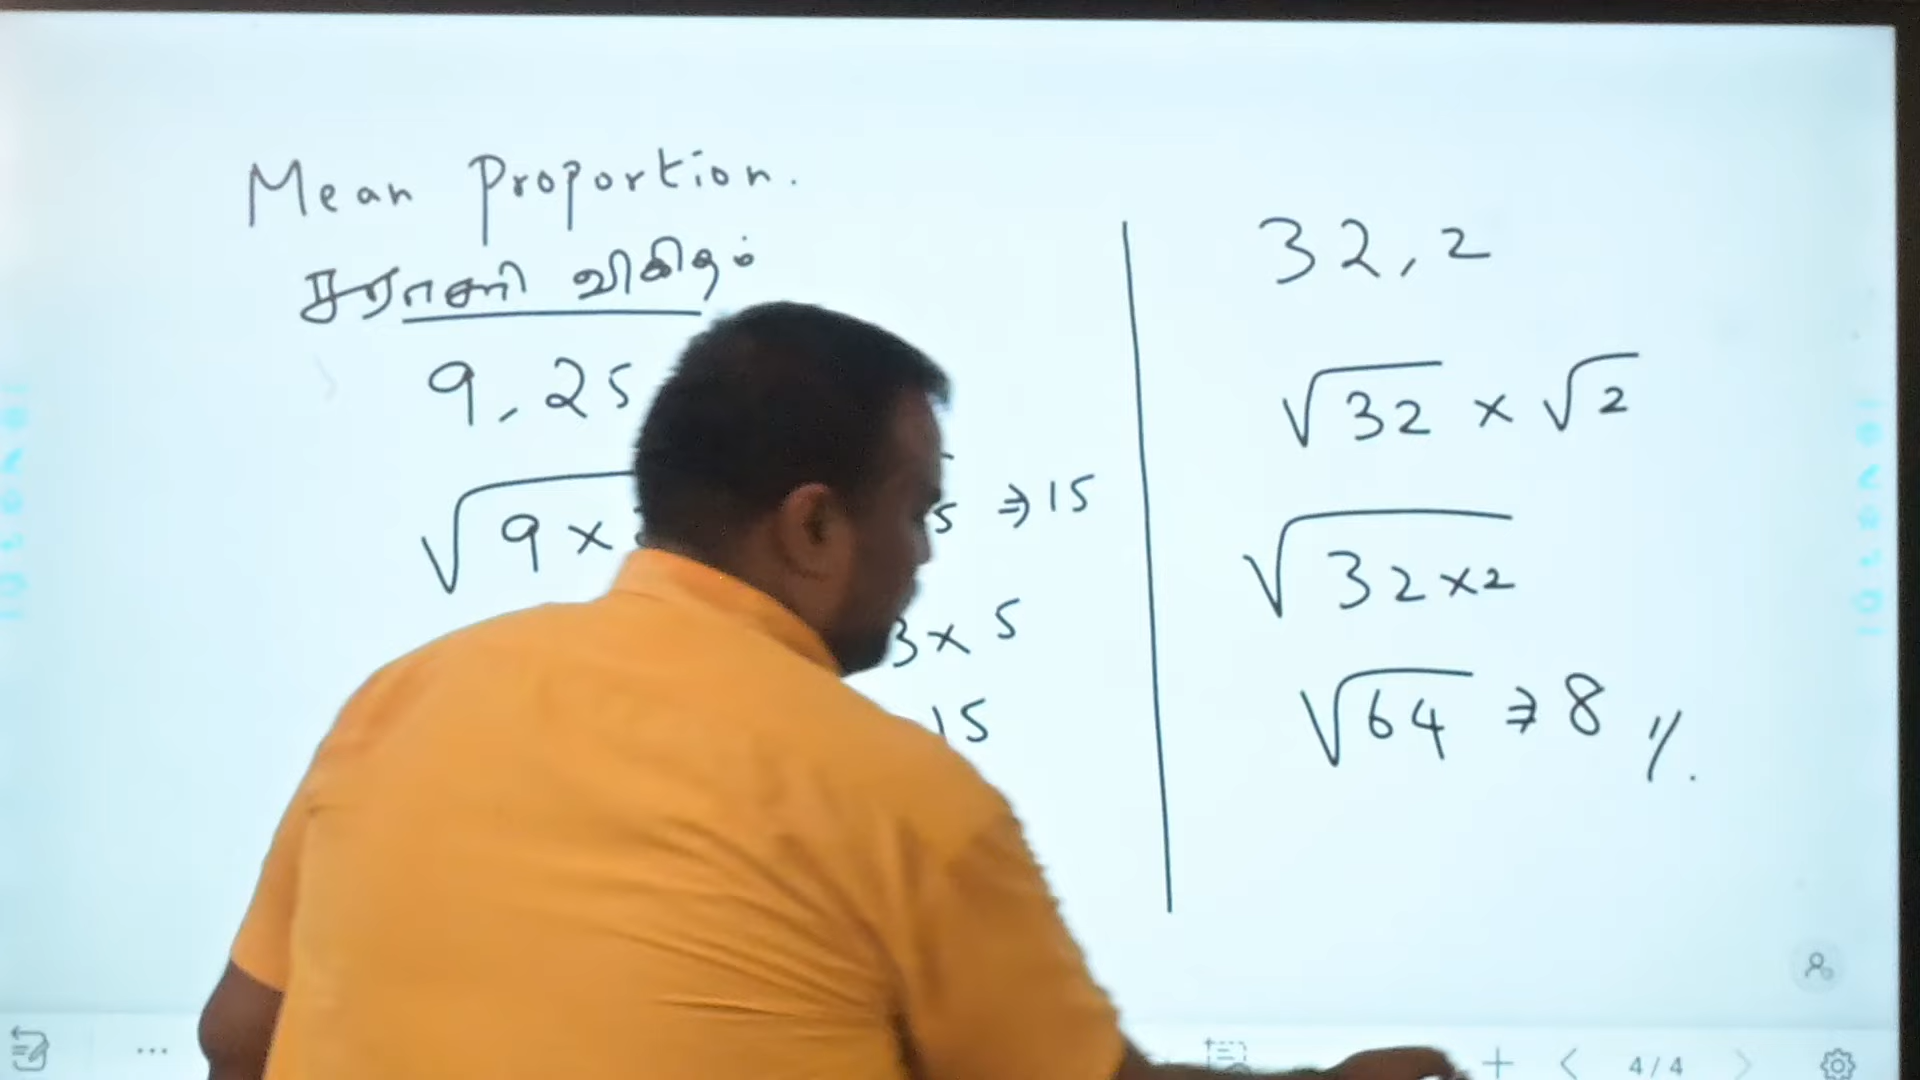 Mean Proportion.
சராசரி விகிதம்
9, 25
√9 ×
5 ⇒ 15
3 × 5
15
32, 2
√32 × √2
√32×2
√64 ⇒ 8 //.
4/4